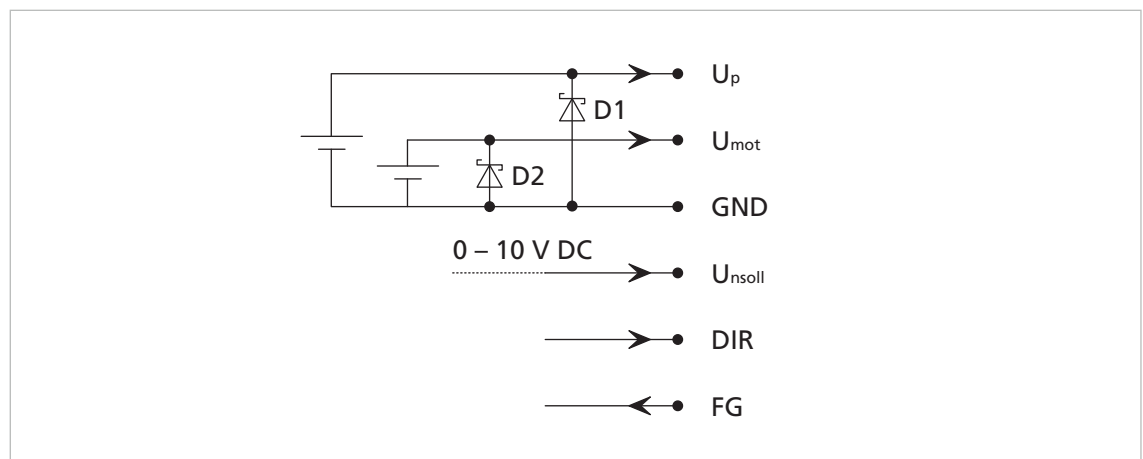 Up
D1
Umot
D2
GND
0 – 10 V DC
Unsoll
DIR
FG